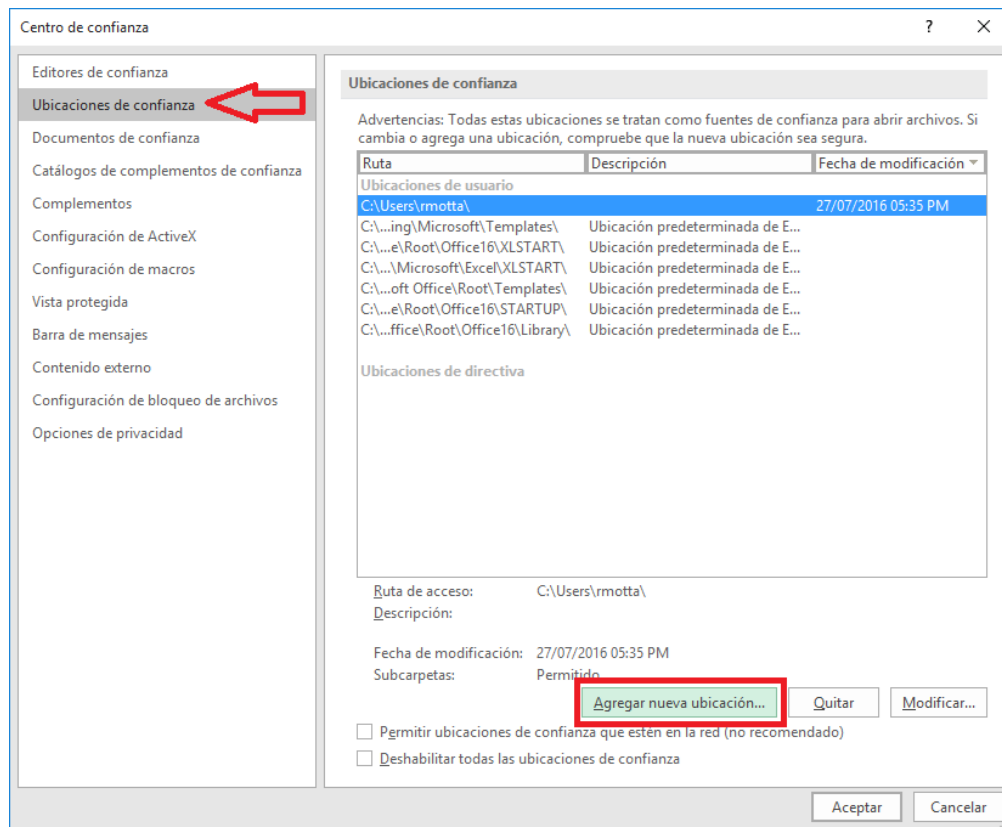 Centro de confianza
?
Editores de confianza
Ubicaciones de confianza
Documentos de confianza
Catálogos de complementos de confianza
Complementos
Configuración de ActiveX
Configuración de macros
Vista protegida
Barra de mensajes
Contenido externo
Configuración de bloqueo de archivos
Opciones de privacidad
Ubicaciones de confianza
Advertencias: Todas estas ubicaciones se tratan como fuentes de confianza para abrir archivos. Si
cambia o agrega una ubicación, compruebe que la nueva ubicación sea segura.
Ruta Descripción Fecha de modificación
Ubicaciones de usuario
C:\Users\rmotta\ 27/07/2016 05:35 PM
C:\...ing\Microsoft\Templates\ Ubicación predeterminada de E...
C:\...e\Root\Office16\XLSTART\ Ubicación predeterminada de E...
C:\...\Microsoft\Excel\XLSTART\ Ubicación predeterminada de E...
C:\...oft Office\Root\Templates\ Ubicación predeterminada de E...
C:\...e\Root\Office16\STARTUP\ Ubicación predeterminada de E...
C:\...ffice\Root\Office16\Library\ Ubicación predeterminada de E...
Ubicaciones de directiva
Ruta de acceso: C:\Users\rmotta\
Descripción:
Fecha de modificación: 27/07/2016 05:35 PM
Subcarpetas: Permitido
Agregar nueva ubicación... Quitar Modificar...
Permitir ubicaciones de confianza que estén en la red (no recomendado)
Deshabilitar todas las ubicaciones de confianza
Aceptar Cancelar